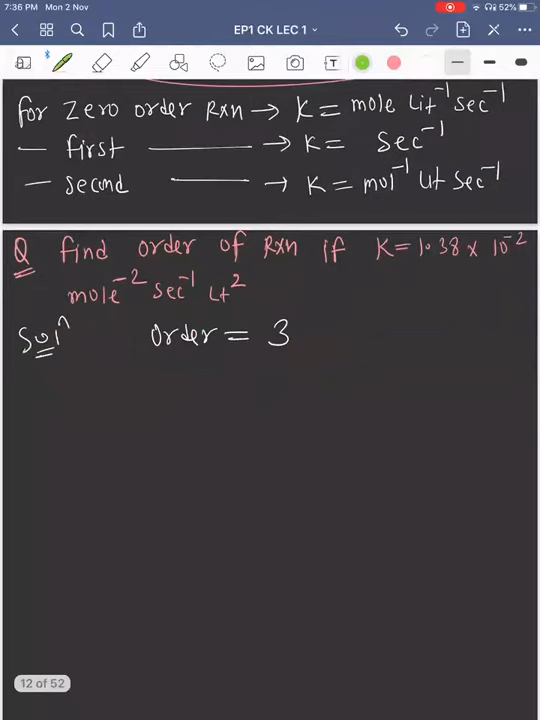 7:36 PM Mon 2 Nov 52%
EP1 CK LEC 1
for Zero order Rxn → K = mole Lit⁻¹ Sec⁻¹
— first ——— → K = Sec⁻¹
— second ——— → K = mol⁻¹ Lit Sec⁻¹
Q find order of Rxn if K = 1.38 x 10⁻²
mole⁻² sec⁻¹ Lt²
Solⁿ Order = 3
12 of 52